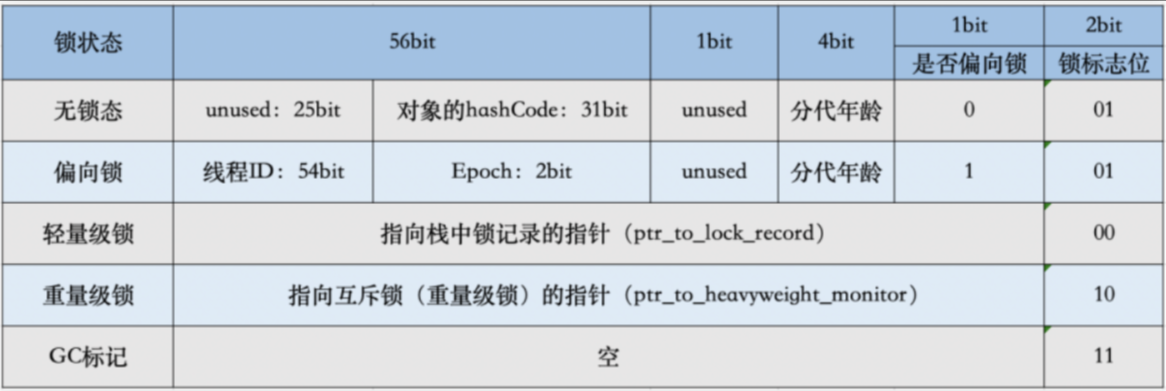 锁状态 56bit 1bit 4bit 1bit 2bit
是否偏向锁 锁标志位
无锁态 unused：25bit 对象的hashCode：31bit unused 分代年龄 0 01
偏向锁 线程ID：54bit Epoch：2bit unused 分代年龄 1 01
轻量级锁 指向栈中锁记录的指针（ptr_to_lock_record） 00
重量级锁 指向互斥锁（重量级锁）的指针（ptr_to_heavyweight_monitor） 10
GC标记 空 11